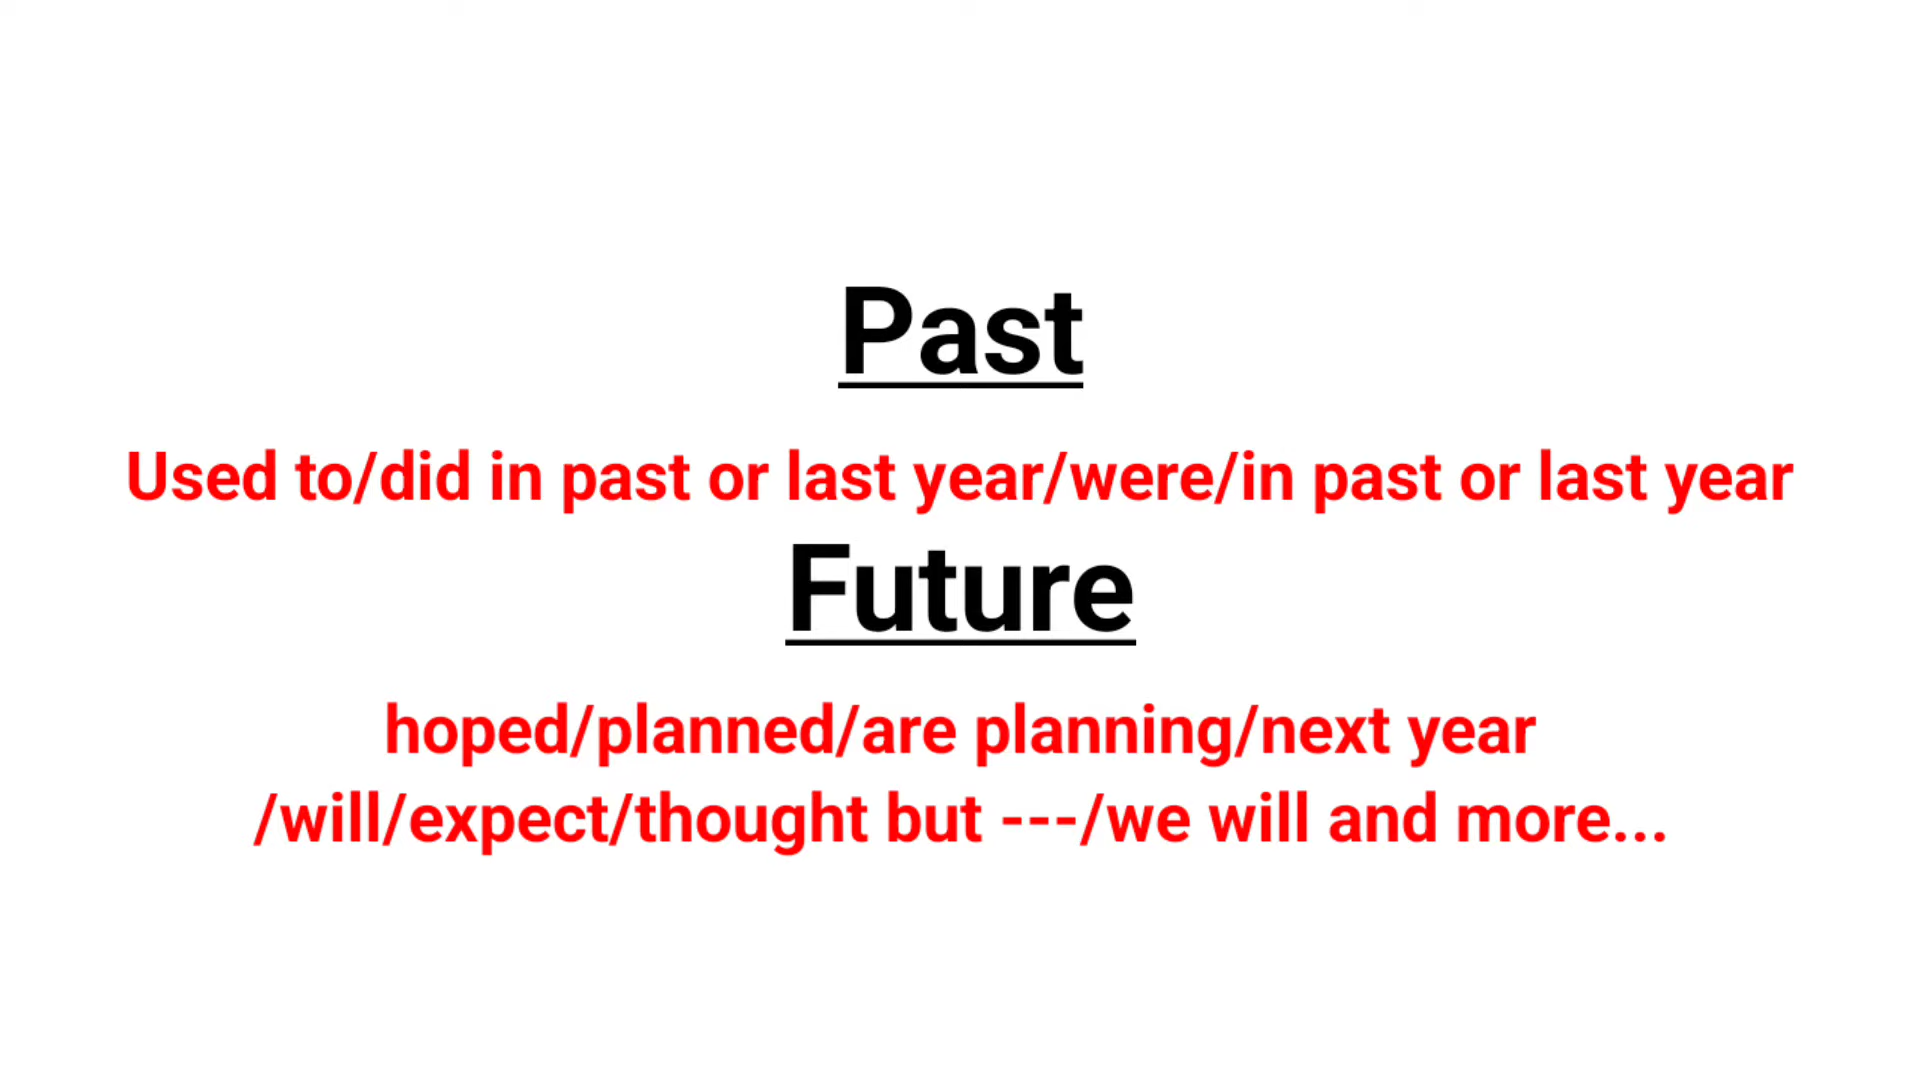 Past
Used to/did in past or last year/were/in past or last year
Future
hoped/planned/are planning/next year
/will/expect/thought but ---/we will and more...